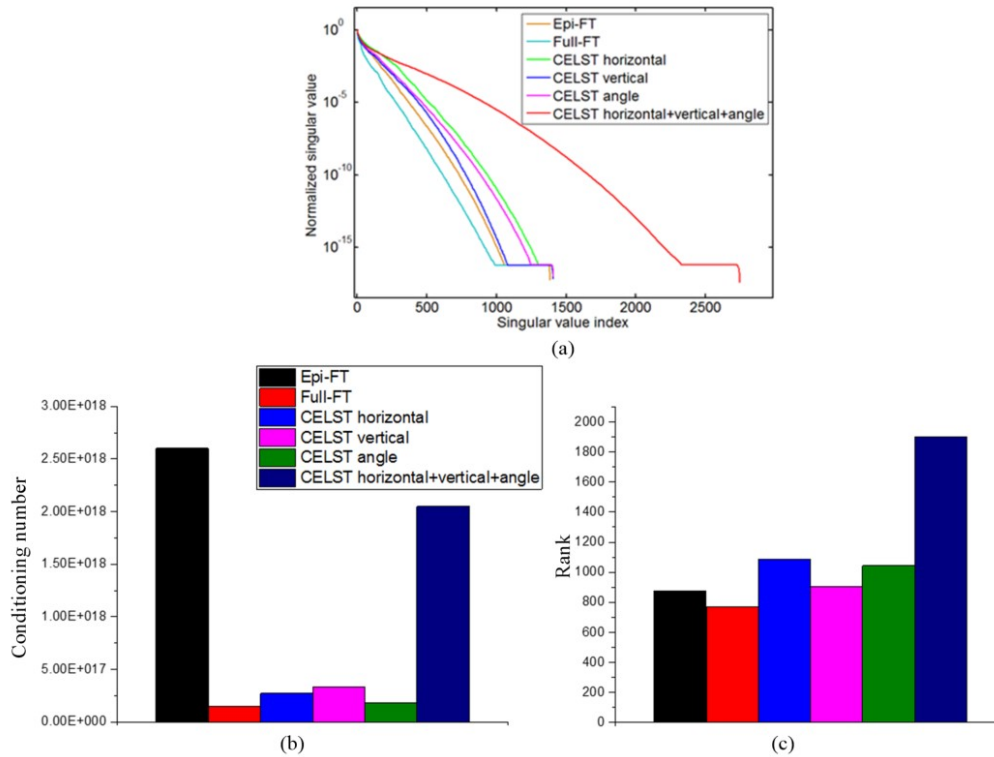 Epi-FT
Full-FT
CELST horizontal
CELST vertical
CELST angle
CELST horizontal+vertical+angle
Normalized singular value
10^0
10^-5
10^-10
10^-15
0 500 1000 1500 2000 2500
Singular value index
(a)
Epi-FT
Full-FT
CELST horizontal
CELST vertical
CELST angle
CELST horizontal+vertical+angle
Conditioning number
3.00E+018
2.50E+018
2.00E+018
1.50E+018
1.00E+018
5.00E+017
0.00E+000
(b)
Rank
2000
1800
1600
1400
1200
1000
800
600
400
200
0
(c)